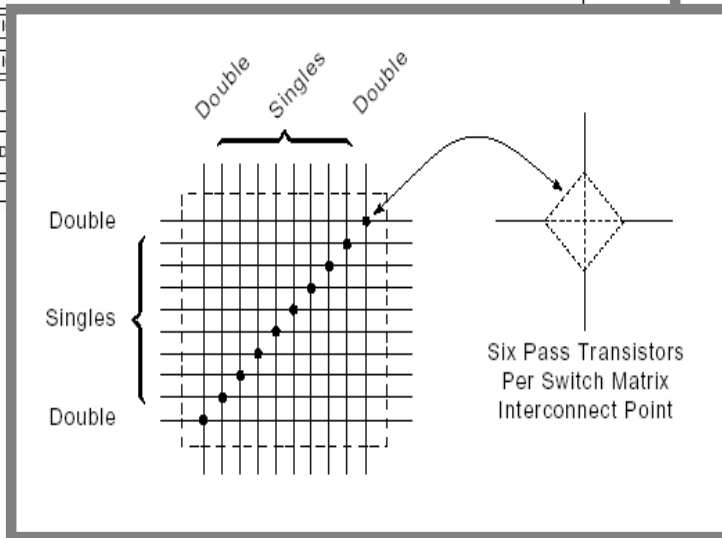 Double
Singles
Double
Double
Singles
Double
Six Pass Transistors
Per Switch Matrix
Interconnect Point